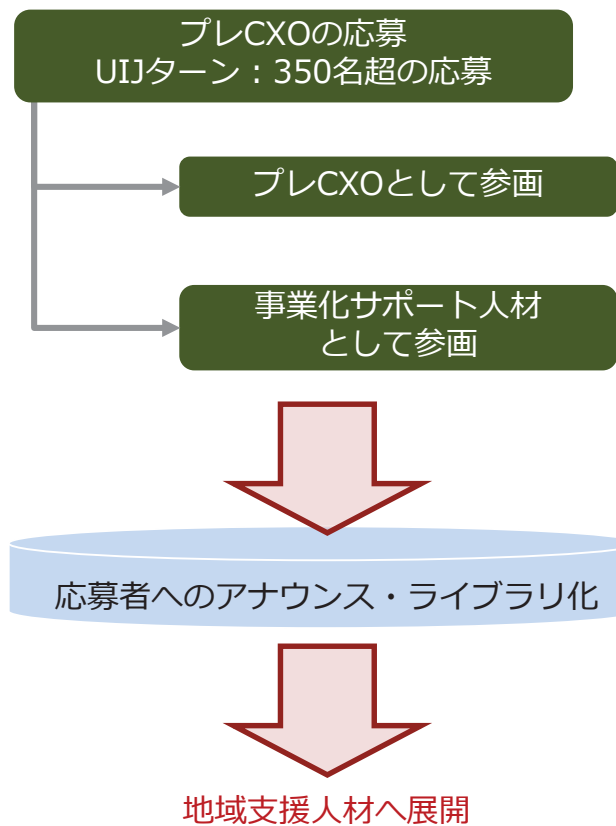 プレCXOの応募
UIJターン：350名超の応募
プレCXOとして参画
事業化サポート人材
として参画
応募者へのアナウンス・ライブラリ化
地域支援人材へ展開